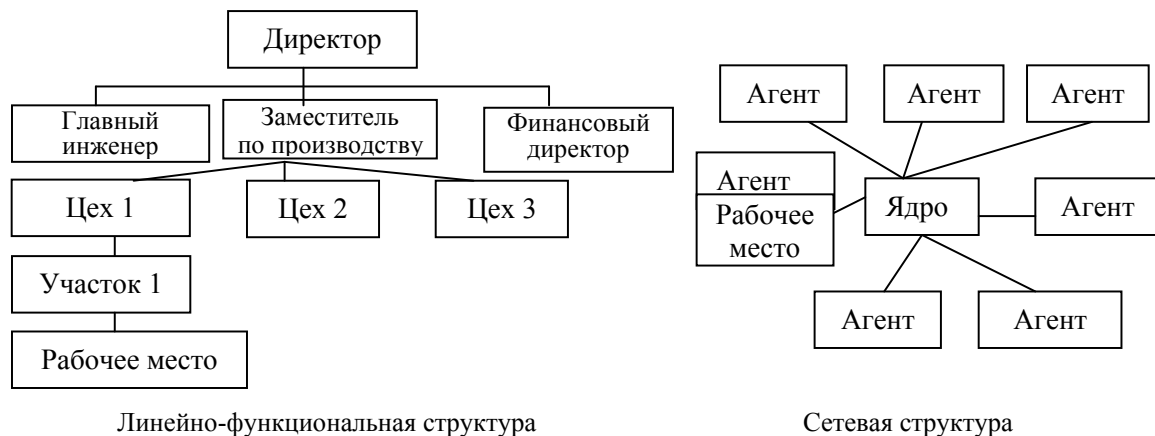 Директор
Главный
инженер
Заместитель
по производству
Финансовый
директор
Цех 1
Цех 2
Цех 3
Участок 1
Рабочее место
Линейно-функциональная структура
Агент
Агент
Агент
Агент
Рабочее
место
Ядро
Агент
Агент
Агент
Сетевая структура